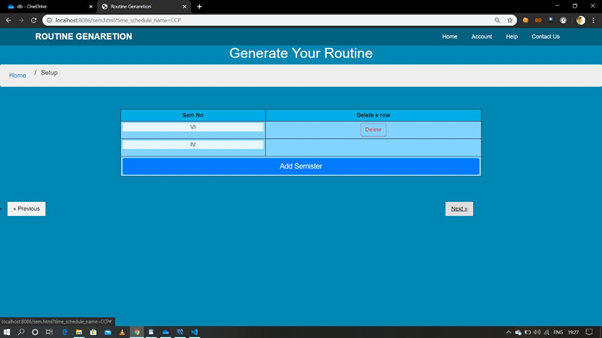 db - OneDrive
Routine Genaretion
localhost:8086/sem.html?time_schedule_name=CCP
ROUTINE GENARETION
Home Account Help Contact Us
Generate Your Routine
Home / Setup
Sem No Delete a row
VI Delete
IV
Add Semister
« Previous Next »
localhost:8086/sem.html?time_schedule_name=CCP#
ENG 19:27